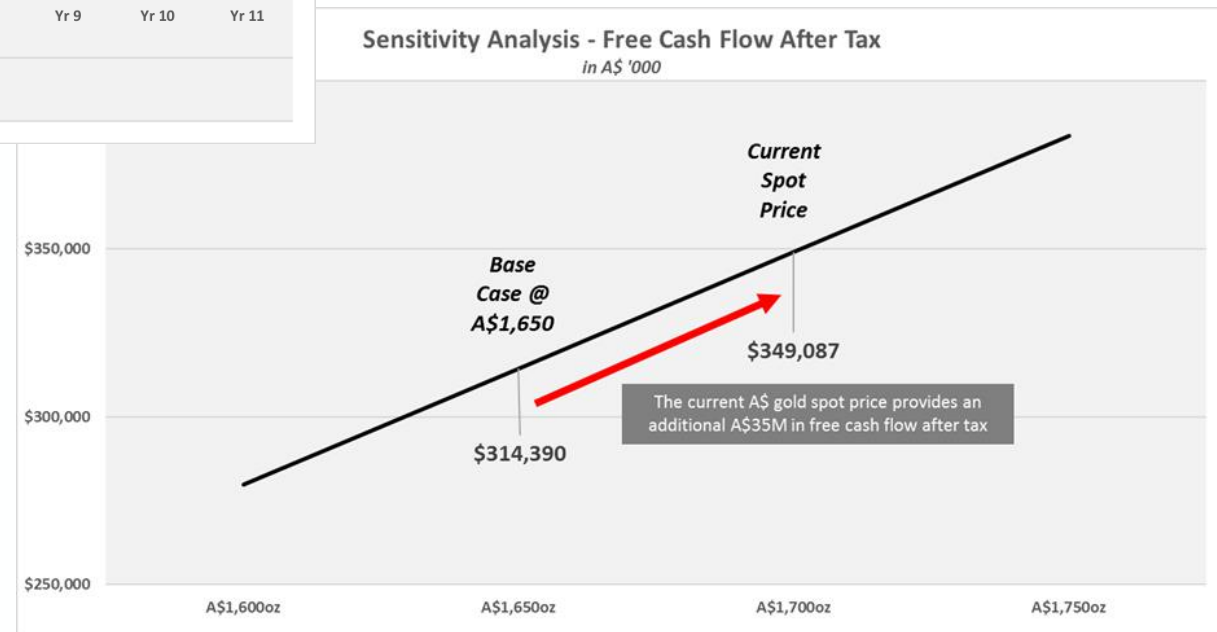 Yr 9 Yr 10 Yr 11
Sensitivity Analysis - Free Cash Flow After Tax
in A$ '000
Current
Spot
Price
$350,000
Base
Case @
A$1,650
$349,087
The current A$ gold spot price provides an
additional A$35M in free cash flow after tax
$300,000
$314,390
$250,000
A$1,600oz A$1,650oz A$1,700oz A$1,750oz